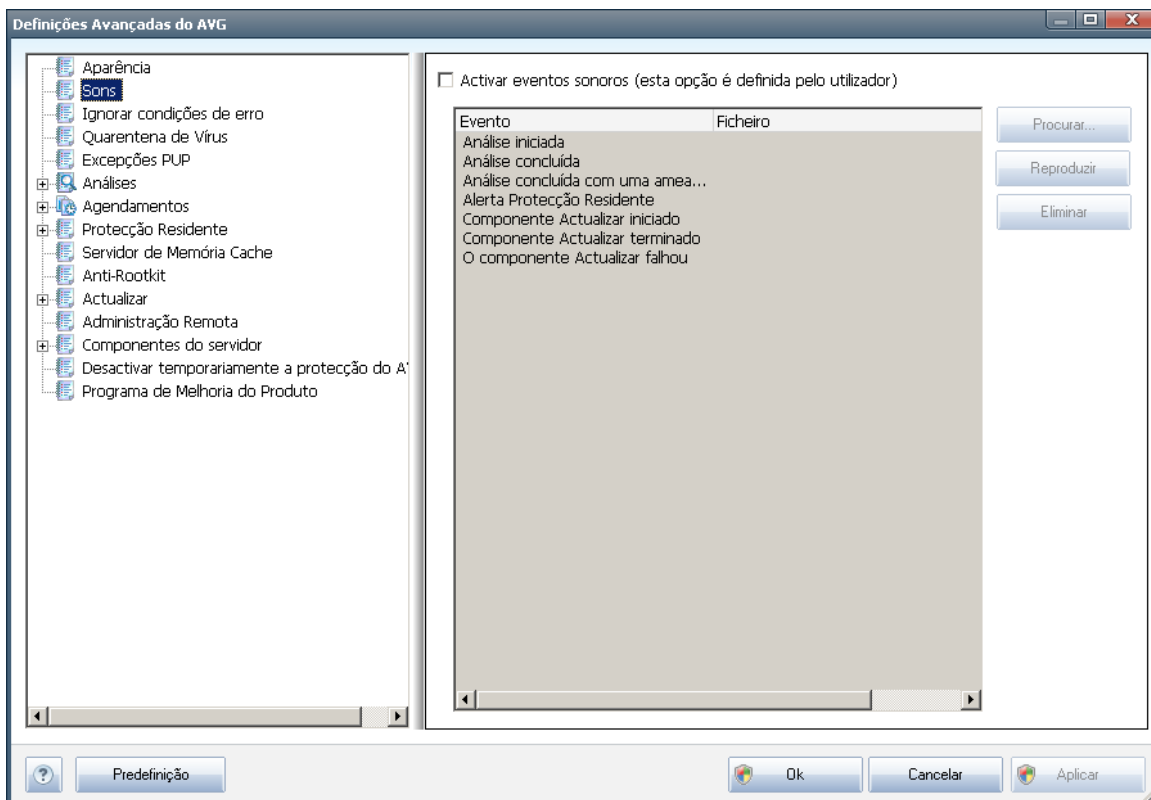 Definições Avançadas do AVG
Aparência
Sons
Ignorar condições de erro
Quarentena de Vírus
Excepções PUP
Análises
Agendamentos
Protecção Residente
Servidor de Memória Cache
Anti-Rootkit
Actualizar
Administração Remota
Componentes do servidor
Desactivar temporariamente a protecção do A
Programa de Melhoria do Produto
Activar eventos sonoros (esta opção é definida pelo utilizador)
Evento Ficheiro
Análise iniciada
Análise concluída
Análise concluída com uma amea...
Alerta Protecção Residente
Componente Actualizar iniciado
Componente Actualizar terminado
O componente Actualizar falhou
Procurar...
Reproduzir
Eliminar
? Predefinição Ok Cancelar Aplicar